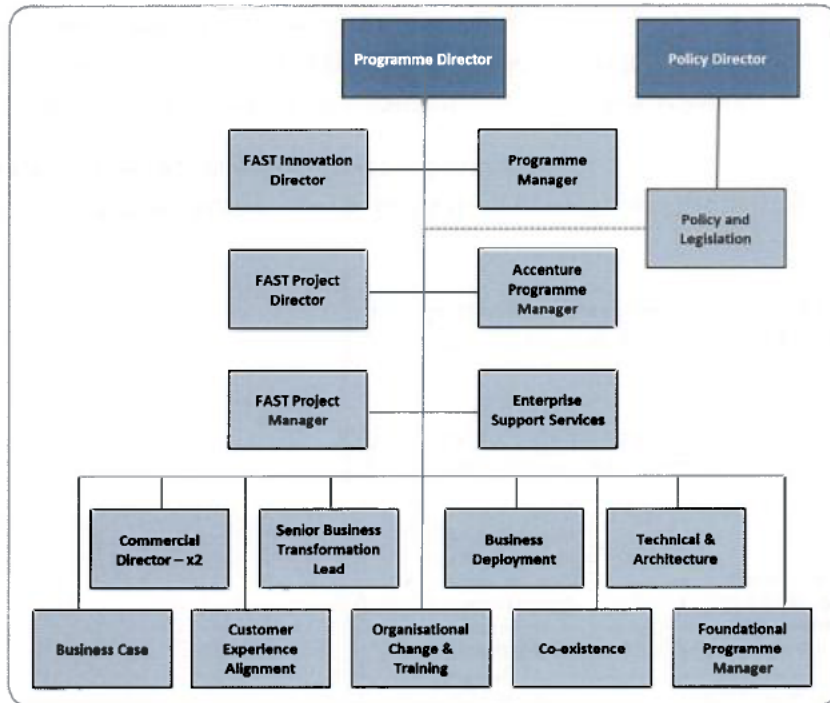 Programme Director
Policy Director
FAST Innovation
Director
Programme
Manager
Policy and
Legislation
FAST Project
Director
Accenture
Programme
Manager
FAST Project
Manager
Enterprise
Support Services
Commercial
Director – x2
Senior Business
Transformation
Lead
Business
Deployment
Technical &
Architecture
Business Case
Customer
Experience
Alignment
Organisational
Change &
Training
Co-existence
Foundational
Programme
Manager